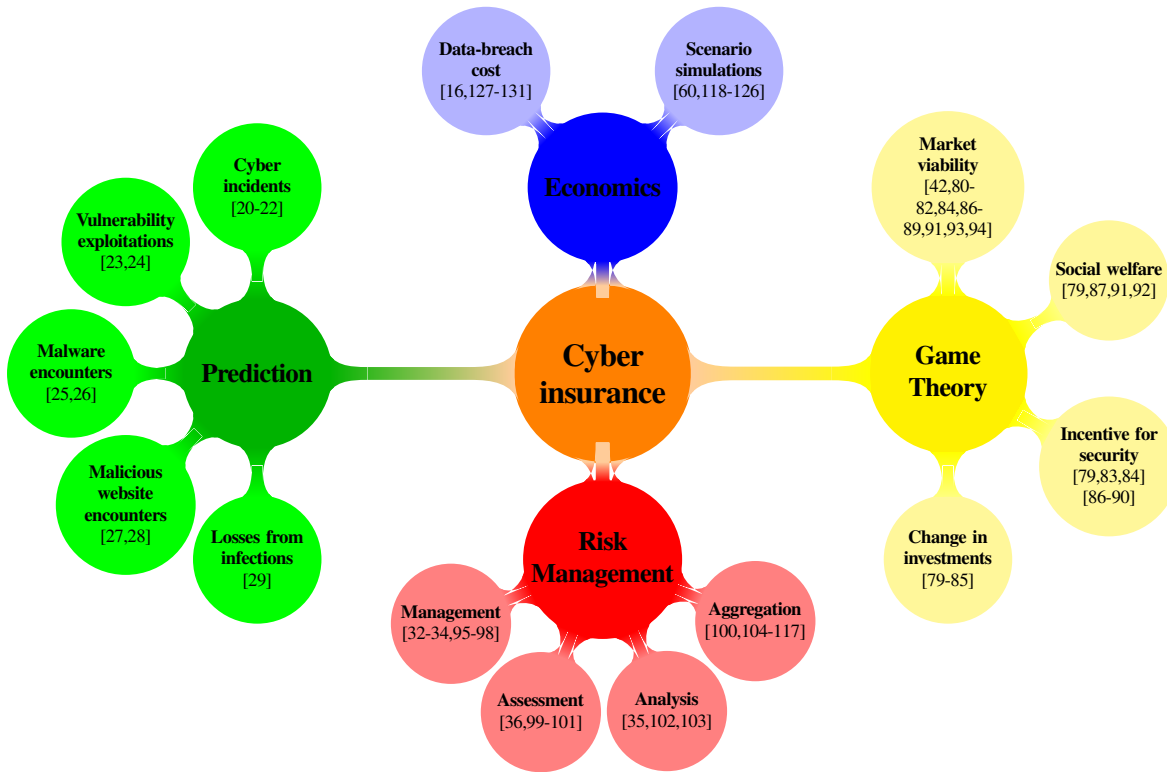 Data-breach
cost
[16,127-131]
Scenario
simulations
[60,118-126]
Economics
Cyber
incidents
[20-22]
Vulnerability
exploitations
[23,24]
Malware
encounters
[25,26]
Malicious
website
encounters
[27,28]
Losses from
infections
[29]
Prediction
Cyber
insurance
Market
viability
[42,80-
82,84,86-
89,91,93,94]
Social welfare
[79,87,91,92]
Game
Theory
Incentive for
security
[79,83,84]
[86-90]
Change in
investments
[79-85]
Risk
Management
Management
[32-34,95-98]
Assessment
[36,99-101]
Analysis
[35,102,103]
Aggregation
[100,104-117]